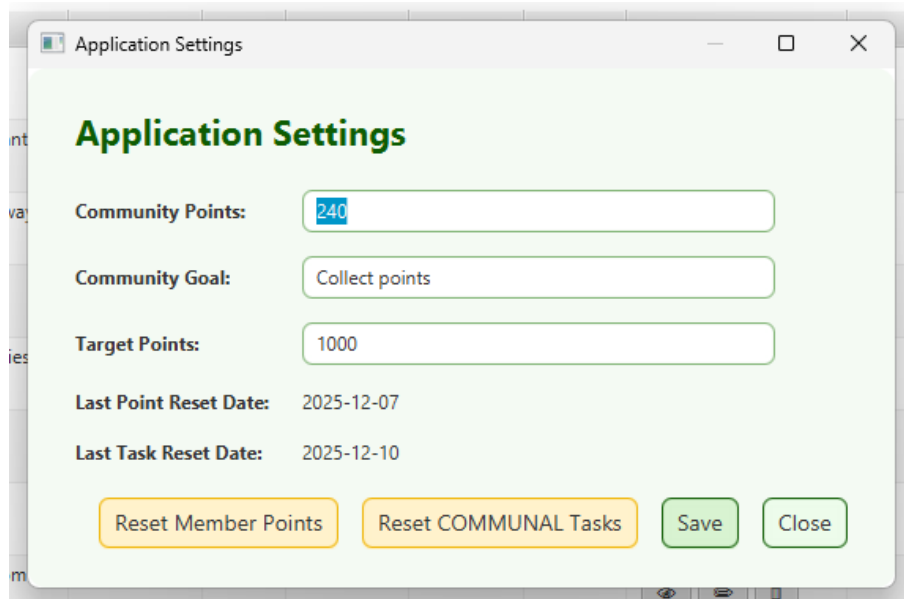 Application Settings
Application Settings
Community Points: 240
Community Goal: Collect points
Target Points: 1000
Last Point Reset Date: 2025-12-07
Last Task Reset Date: 2025-12-10
Reset Member Points Reset COMMUNAL Tasks Save Close